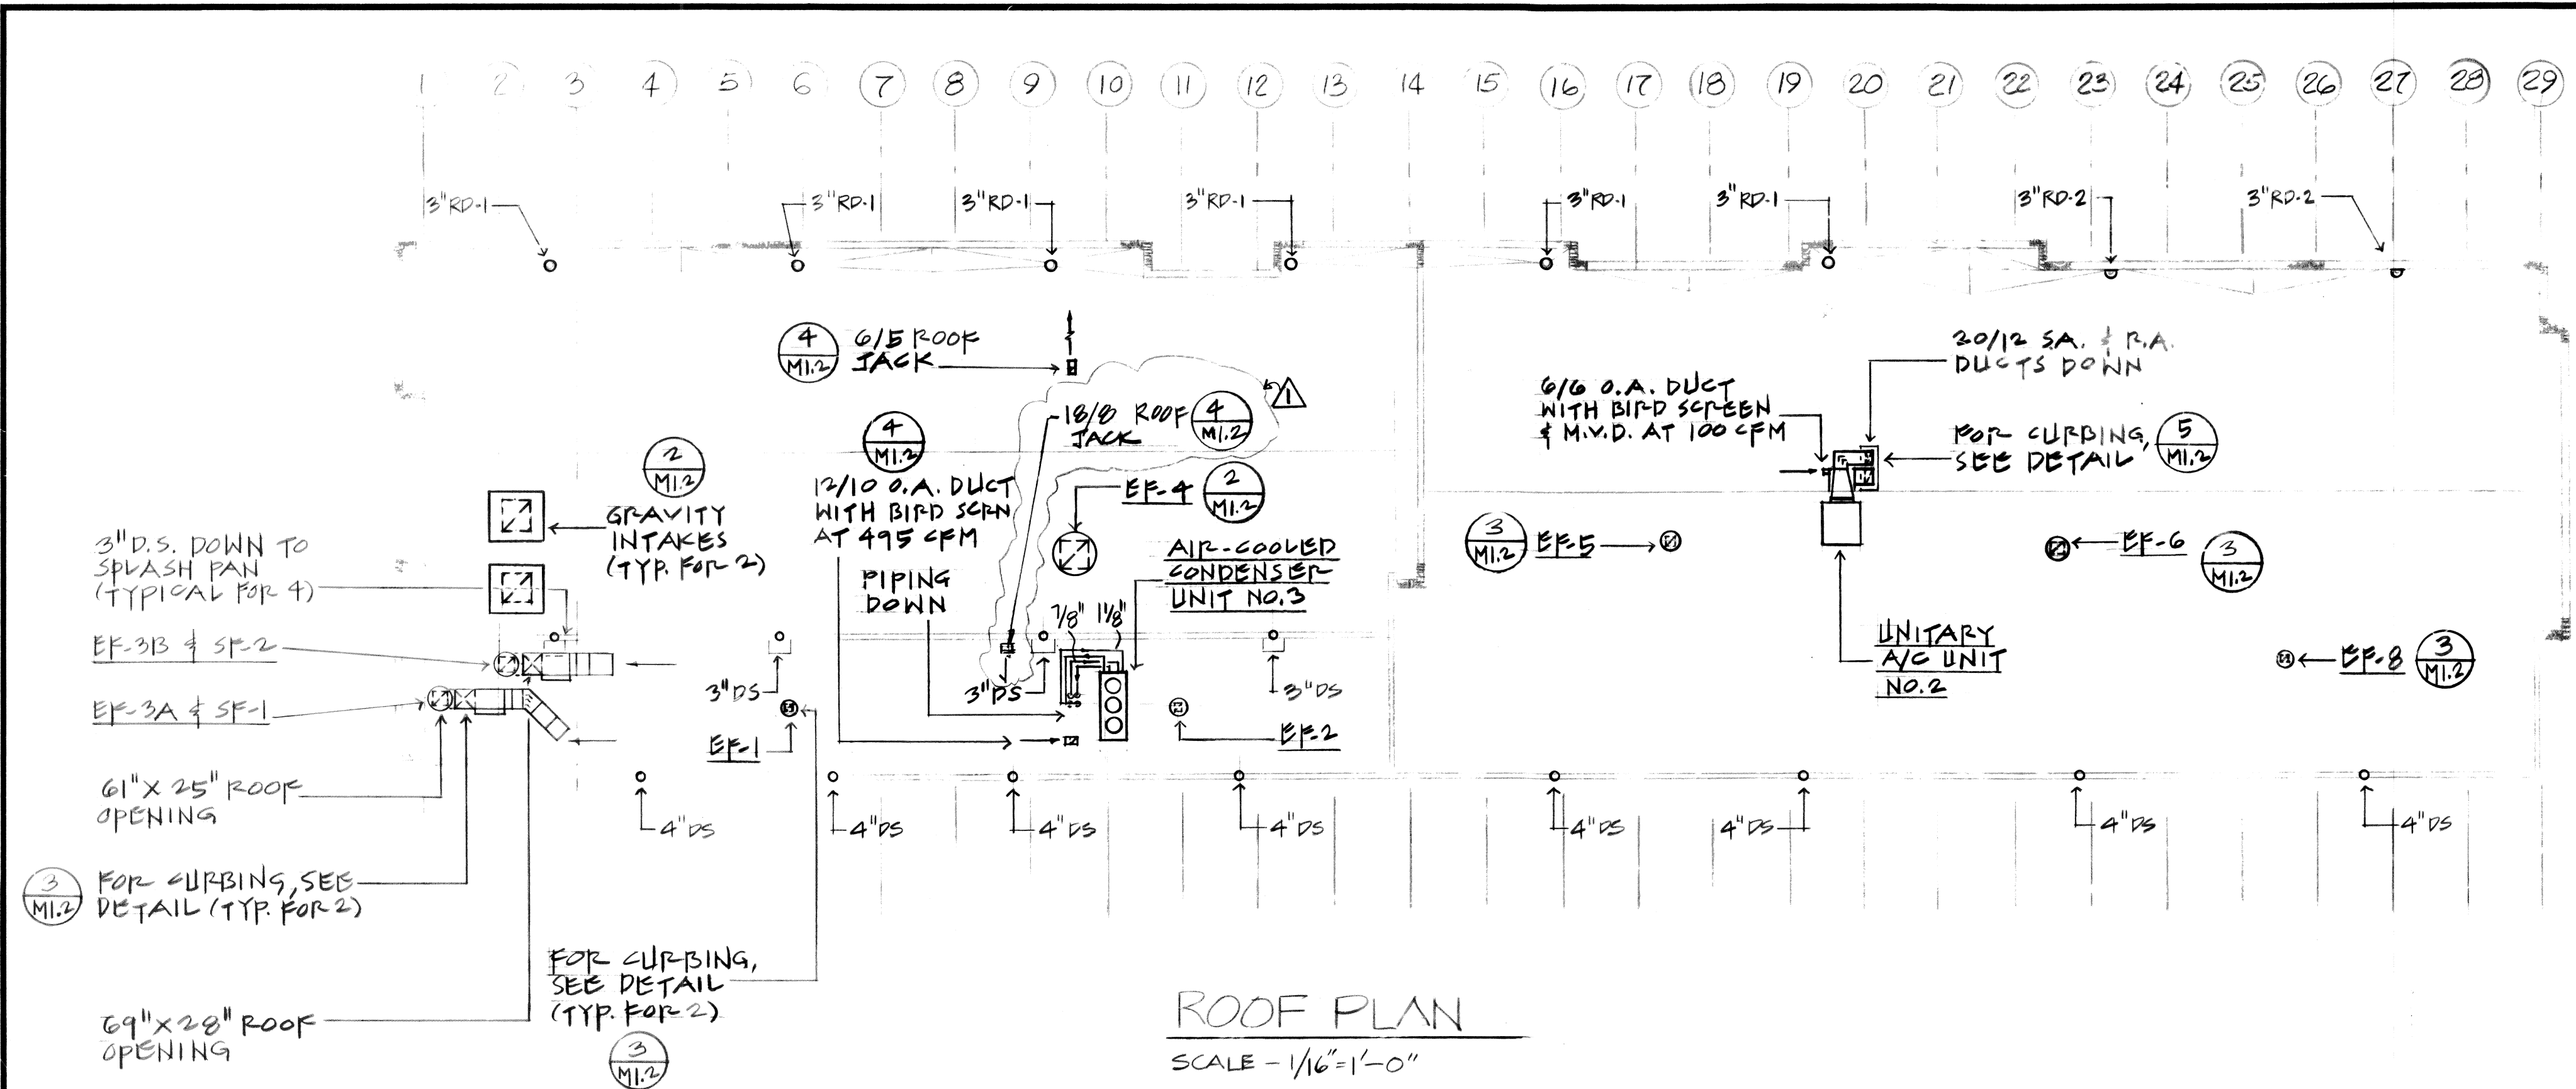 1 2 3 4 5 6 7 8 9 10 11 12 13 14 15 16 17 18 19 20 21 22 23 24 25 26 27 28 29
3"RD-1
3"RD-1
3"RD-1
3"RD-1
3"RD-1
3"RD-1
3"RD-2
3"RD-2
4
M1.2
6/5 ROOF
JACK
18/8 ROOF
JACK
4
M1.2
1
4
M1.2
12/10 O.A. DUCT
WITH BIRD SCRN
AT 495 CFM
EF-4
2
M1.2
2
M1.2
GRAVITY
INTAKES
(TYP. FOR 2)
PIPING
DOWN
AIR-COOLED
CONDENSER
UNIT NO.3
7/8" 1 1/8"
6/6 O.A. DUCT
WITH BIRD SCREEN
& M.V.D. AT 100 CFM
20/12 S.A. & R.A.
DUCTS DOWN
FOR CURBING,
SEE DETAIL
5
M1.2
3
M1.2
EF-5
EF-6
3
M1.2
UNITARY
A/C UNIT
NO.2
EF-8
3
M1.2
3"D.S. DOWN TO
SPLASH PAN
(TYPICAL FOR 4)
EF-3B & SF-2
EF-3A & SF-1
3"DS
3"DS
3"DS
EF-1
EF-2
61"X 25" ROOF
OPENING
4"DS
4"DS
4"DS
4"DS
4"DS
4"DS
4"DS
4"DS
3
M1.2
FOR CURBING, SEE
DETAIL (TYP. FOR 2)
FOR CURBING,
SEE DETAIL
(TYP. FOR 2)
3
M1.2
69"X28" ROOF
OPENING
ROOF PLAN
SCALE - 1/16"=1'-0"